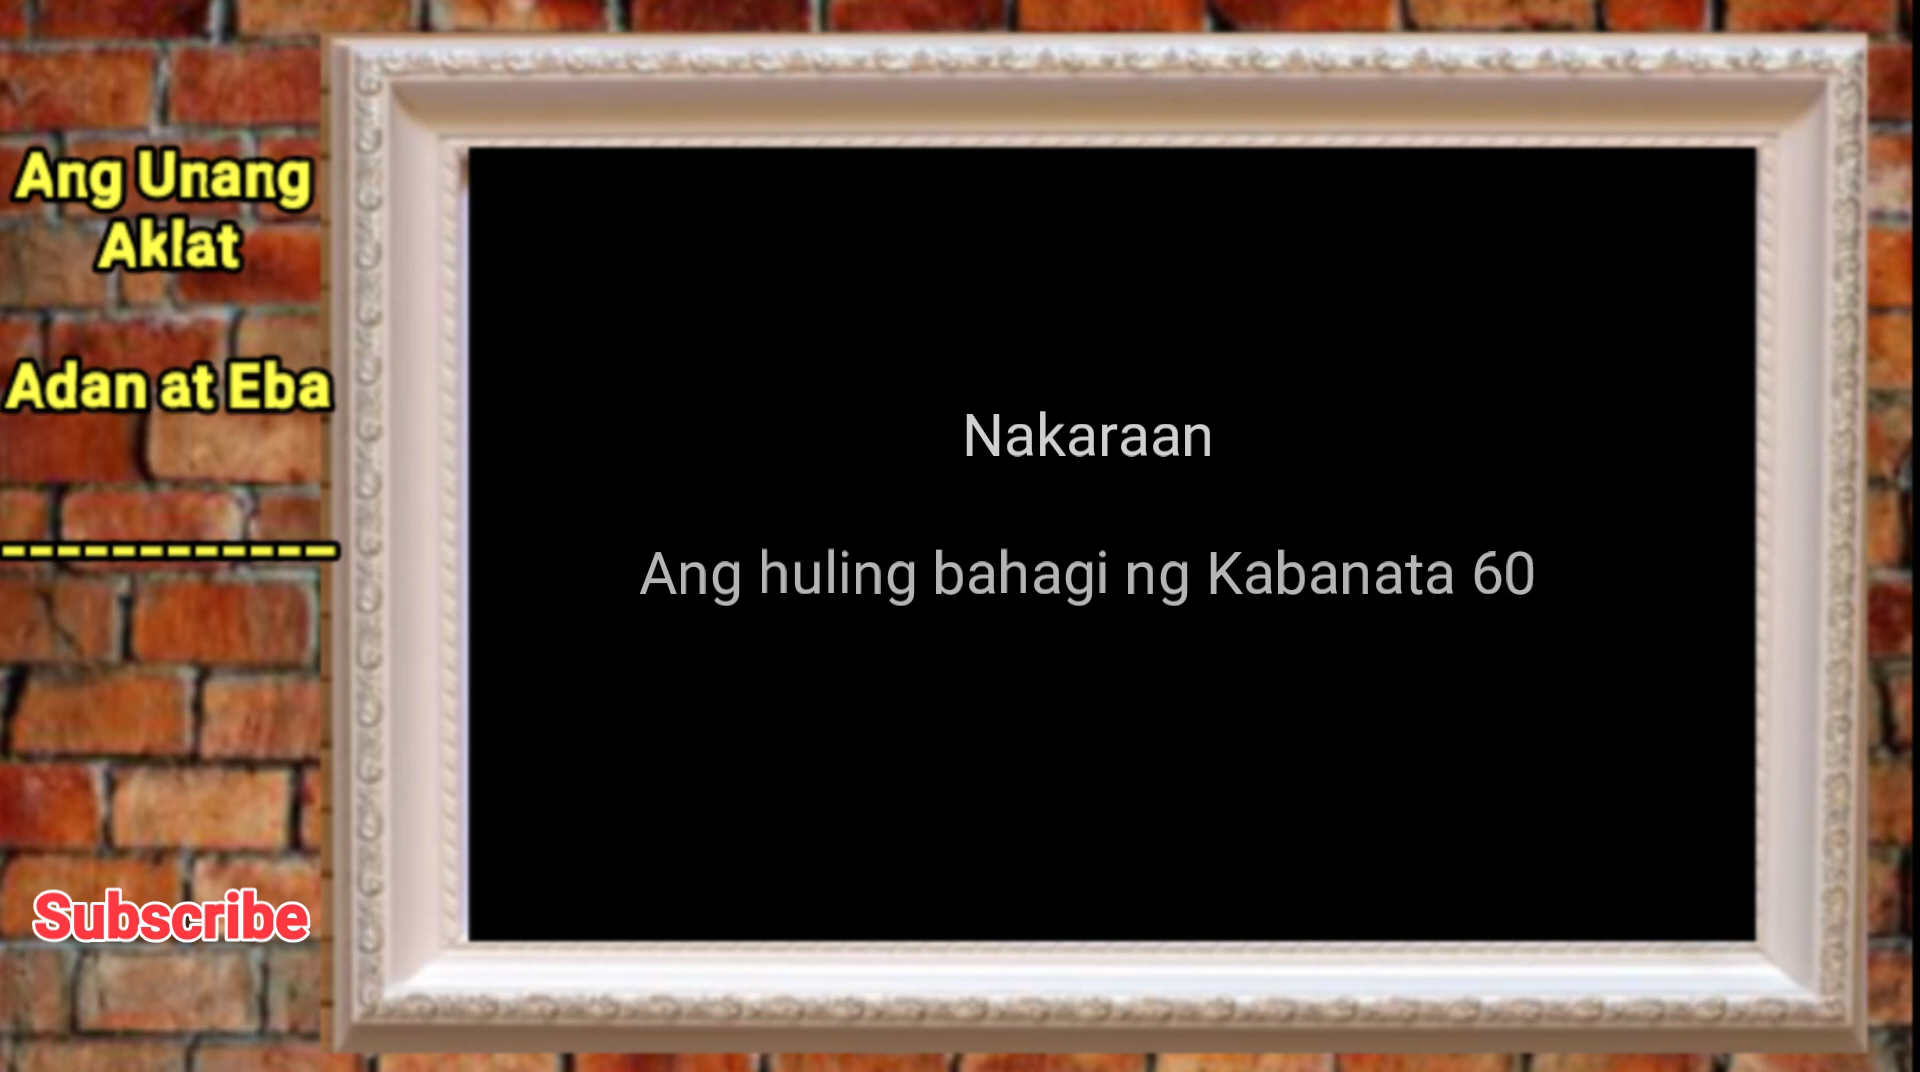 Ang Unang
Aklat
Adan at Eba
------------
Subscribe
Nakaraan
Ang huling bahagi ng Kabanata 60